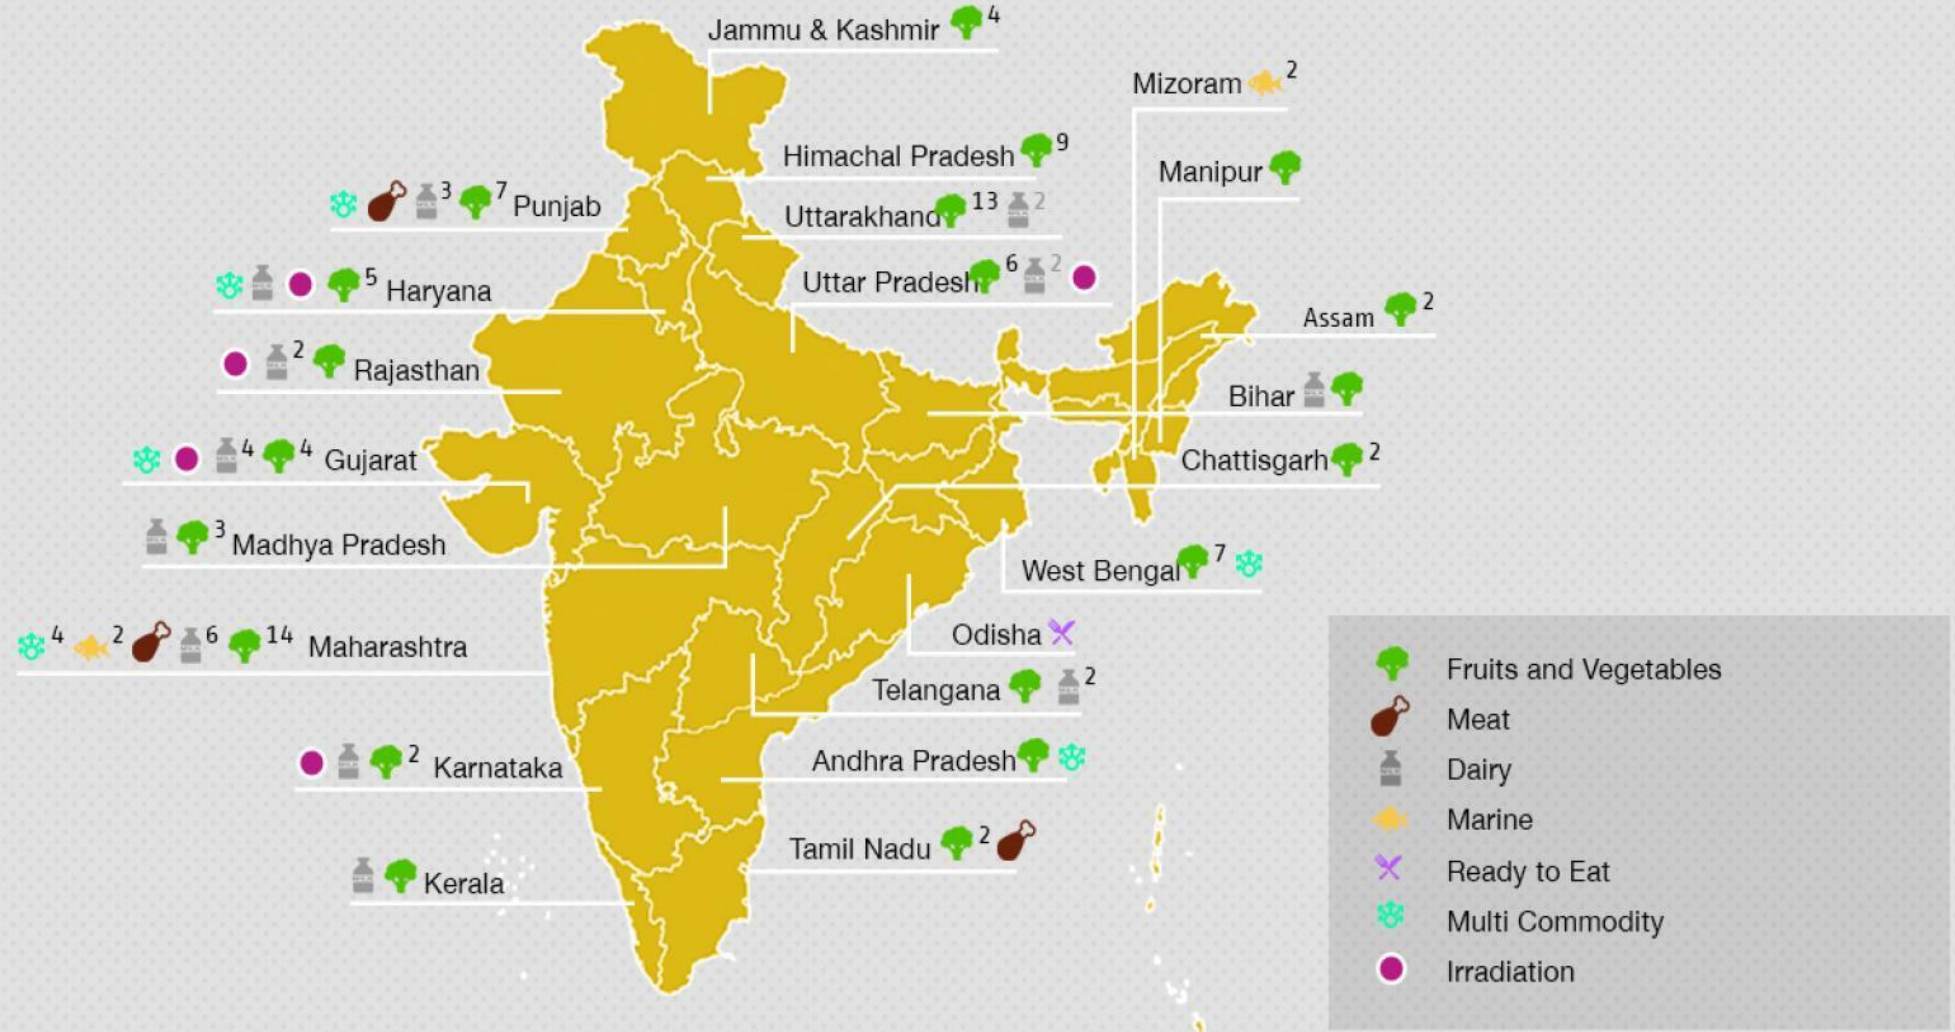 Jammu & Kashmir 4
Mizoram 2
Himachal Pradesh 9
Manipur
3 7 Punjab
Uttarakhand 13 2
5 Haryana
Uttar Pradesh 6 2
Assam 2
2 Rajasthan
Bihar
4 4 Gujarat
Chattisgarh 2
3 Madhya Pradesh
West Bengal 7
4 2 6 14 Maharashtra
Odisha
Telangana 2
2 Karnataka
Andhra Pradesh
Tamil Nadu 2
Kerala
Fruits and Vegetables
Meat
Dairy
Marine
Ready to Eat
Multi Commodity
Irradiation